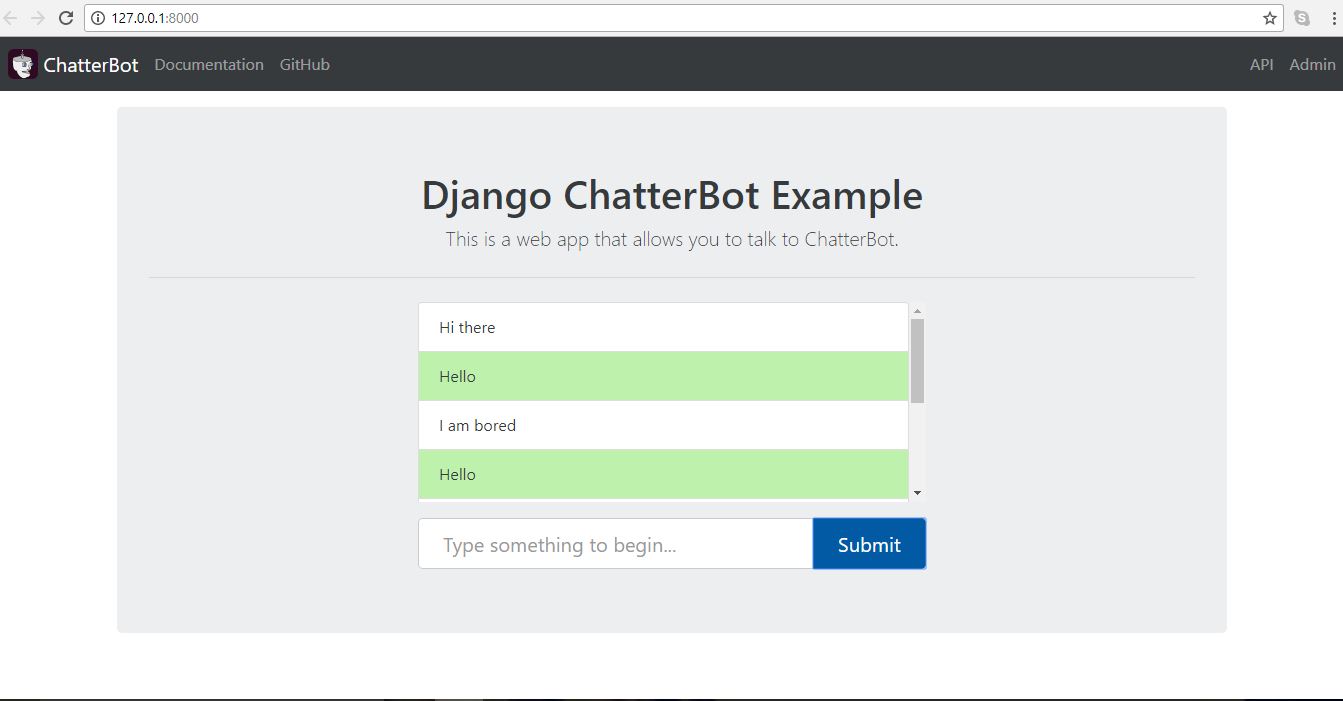 127.0.0.1:8000
ChatterBot Documentation GitHub API Admin
Django ChatterBot Example
This is a web app that allows you to talk to ChatterBot.
Hi there
Hello
I am bored
Hello
Type something to begin...
Submit